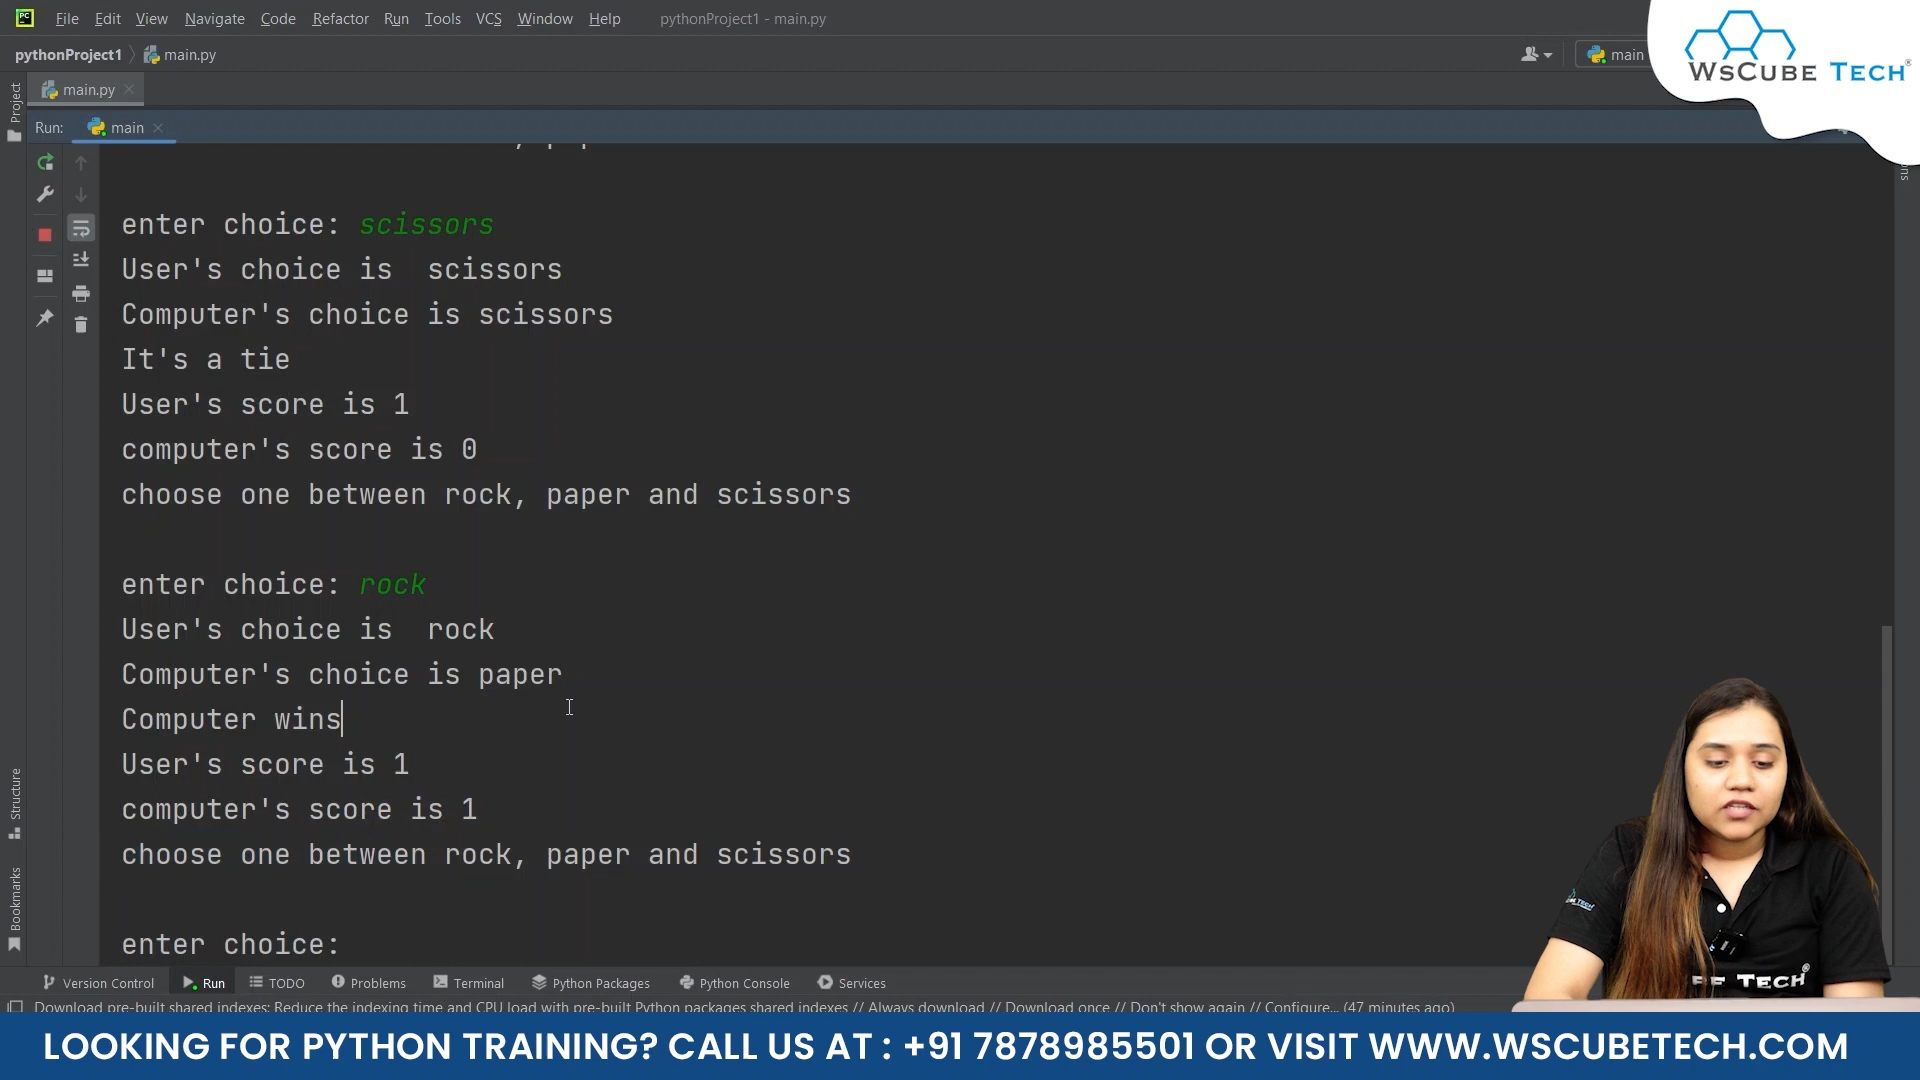 File Edit View Navigate Code Refactor Run Tools VCS Window Help pythonProject1 - main.py
pythonProject1 main.py
main
WsCube Tech
main.py
Project
Run: main
enter choice: scissors
User's choice is  scissors
Computer's choice is scissors
It's a tie
User's score is 1
computer's score is 0
choose one between rock, paper and scissors
enter choice: rock
User's choice is  rock
Computer's choice is paper
Computer wins
User's score is 1
computer's score is 1
choose one between rock, paper and scissors
enter choice:
Structure
Bookmarks
Version Control Run TODO Problems Terminal Python Packages Python Console Services
Download pre-built shared indexes: Reduce the indexing time and CPU load with pre-built Python packages shared indexes // Always download // Download once // Don't show again // Configure... (47 minutes ago)
LOOKING FOR PYTHON TRAINING? CALL US AT : +91 7878985501 OR VISIT WWW.WSCUBETECH.COM